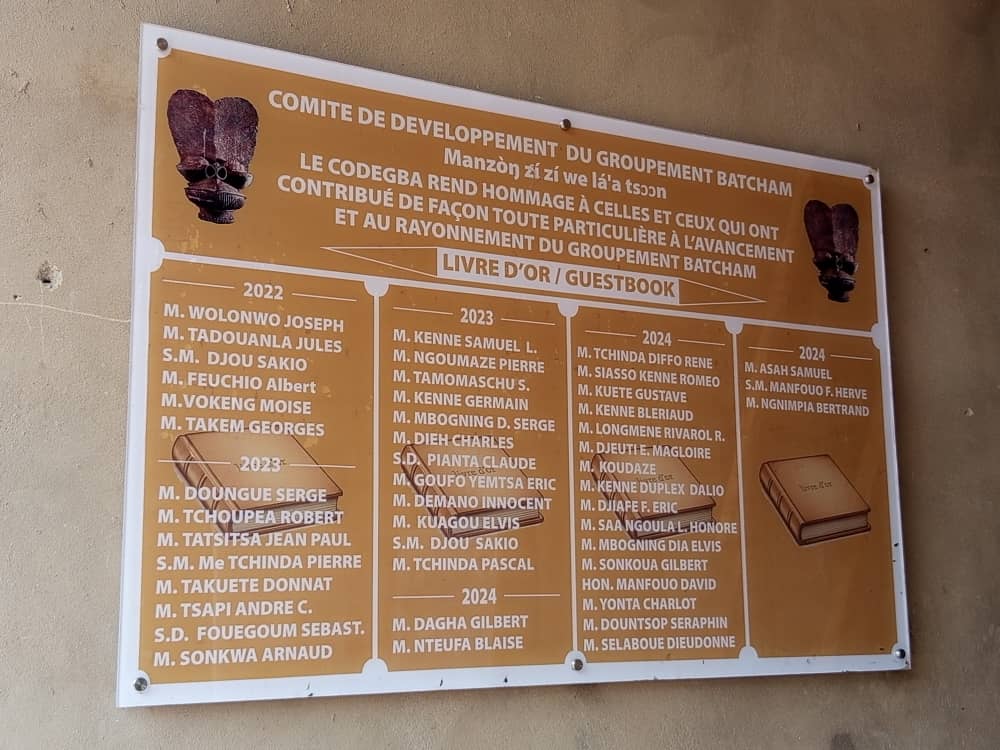 COMITE DE DEVELOPPEMENT DU GROUPEMENT BATCHAM
Manzòŋ zí zí we lá'a tsɔɔn
LE CODEGBA REND HOMMAGE À CELLES ET CEUX QUI ONT
CONTRIBUÉ DE FAÇON TOUTE PARTICULIÈRE À L'AVANCEMENT
ET AU RAYONNEMENT DU GROUPEMENT BATCHAM
LIVRE D'OR / GUESTBOOK
2022
M. WOLONWO JOSEPH
M. TADOUANLA JULES
S.M. DJOU SAKIO
M. FEUCHIO Albert
M.VOKENG MOISE
M. TAKEM GEORGES
2023
M. DOUNGUE SERGE
M. TCHOUPEA ROBERT
M. TATSITSA JEAN PAUL
S.M. Me TCHINDA PIERRE
M. TAKUETE DONNAT
M. TSAPI ANDRE C.
S.D. FOUEGOUM SEBAST.
M. SONKWA ARNAUD
2023
M. KENNE SAMUEL L.
M. NGOUMAZE PIERRE
M. TAMOMASCHU S.
M. KENNE GERMAIN
M. MBOGNING D. SERGE
M. DIEH CHARLES
S.D. PIANTA CLAUDE
M. GOUFO YEMTSA ERIC
M. DEMANO INNOCENT
M. KUAGOU ELVIS
S.M. DJOU SAKIO
M. TCHINDA PASCAL
2024
M. DAGHA GILBERT
M. NTEUFA BLAISE
2024
M. TCHINDA DIFFO RENE
M. SIASSO KENNE ROMEO
M. KUETE GUSTAVE
M. KENNE BLERIAUD
M. LONGMENE RIVAROL R.
M. DJEUTI E. MAGLOIRE
M. KOUDAZE
M. KENNE DUPLEX DALIO
M. DJIAFE F. ERIC
M. SAA NGOULA L. HONORE
M. MBOGNING DIA ELVIS
M. SONKOUA GILBERT
HON. MANFOUO DAVID
M. YONTA CHARLOT
M. DOUNTSOP SERAPHIN
M. SELABOUE DIEUDONNE
2024
M. ASAH SAMUEL
S.M. MANFOUO F. HERVE
M. NGNIMPIA BERTRAND
livre d'or